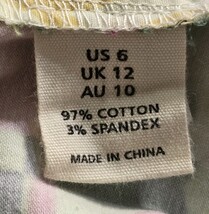 US 6
UK 12
AU 10
97% COTTON
3% SPANDEX
MADE IN CHINA